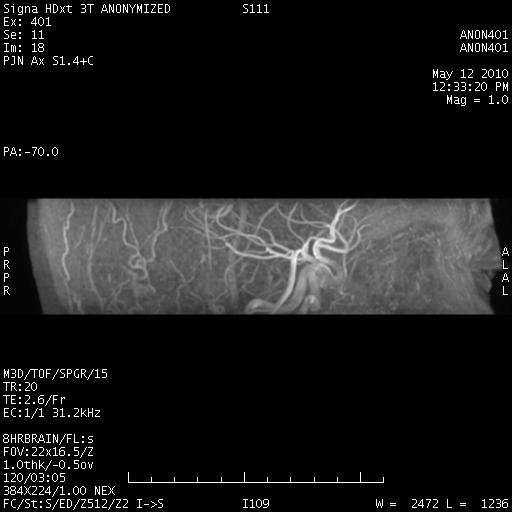 Signa HDxt 3T ANONYMIZED
S111
Ex: 401
Se: 11
Im: 18
PJN Ax S1.4+C
ANON401
ANON401
May 12 2010
12:33:20 PM
Mag = 1.0
PA:-70.0
P
R
P
R
A
L
A
L
M3D/TOF/SPGR/15
TR:20
TE:2.6/Fr
EC:1/1 31.2kHz
8HRBRAIN/FL:s
FOV:22x16.5/Z
1.0thk/-0.5ov
120/03:05
384X224/1.00 NEX
FC/St:S/ED/Z512/Z2 I->S
I109
W = 2472 L = 1236